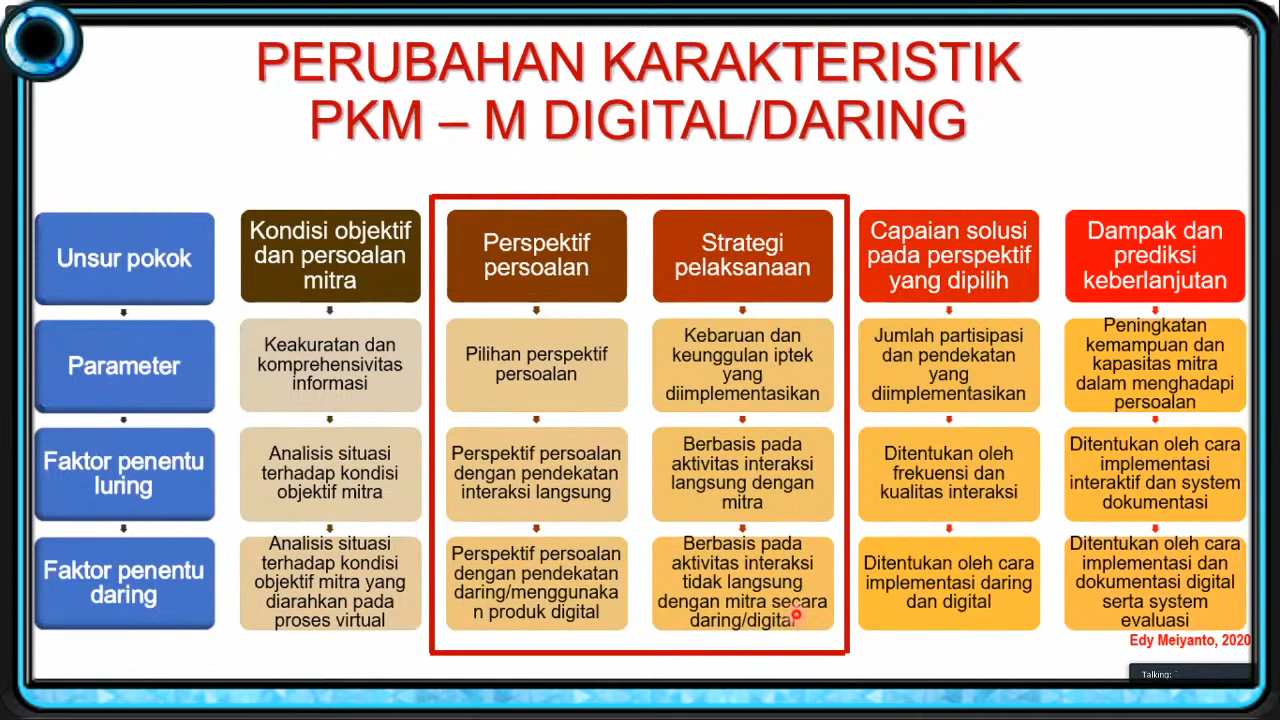 PERUBAHAN KARAKTERISTIK
PKM – M DIGITAL/DARING
Unsur pokok
Kondisi objektif
dan persoalan
mitra
Perspektif
persoalan
Strategi
pelaksanaan
Capaian solusi
pada perspektif
yang dipilih
Dampak dan
prediksi
keberlanjutan
Parameter
Keakuratan dan
komprehensivitas
informasi
Pilihan perspektif
persoalan
Kebaruan dan
keunggulan iptek
yang
diimplementasikan
Jumlah partisipasi
dan pendekatan
yang
diimplementasikan
Peningkatan
kemampuan dan
kapasitas mitra
dalam menghadapi
persoalan
Faktor penentu
luring
Analisis situasi
terhadap kondisi
objektif mitra
Perspektif persoalan
dengan pendekatan
interaksi langsung
Berbasis pada
aktivitas interaksi
langsung dengan
mitra
Ditentukan oleh
frekuensi dan
kualitas interaksi
Ditentukan oleh cara
implementasi
interaktif dan system
dokumentasi
Faktor penentu
daring
Analisis situasi
terhadap kondisi
objektif mitra yang
diarahkan pada
proses virtual
Perspektif persoalan
dengan pendekatan
daring/menggunaka
n produk digital
Berbasis pada
aktivitas interaksi
tidak langsung
dengan mitra secara
daring/digital
Ditentukan oleh cara
implementasi daring
dan digital
Ditentukan oleh cara
implementasi dan
dokumentasi digital
serta system
evaluasi
Edy Meiyanto, 2020
Talking: